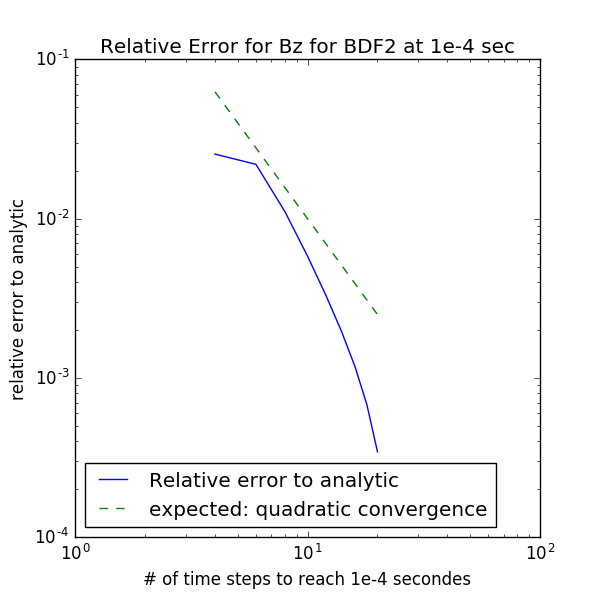 Relative Error for Bz for BDF2 at 1e-4 sec
10^-1
10^-2
10^-3
10^-4
relative error to analytic
Relative error to analytic
expected: quadratic convergence
10^0 10^1 10^2
# of time steps to reach 1e-4 secondes